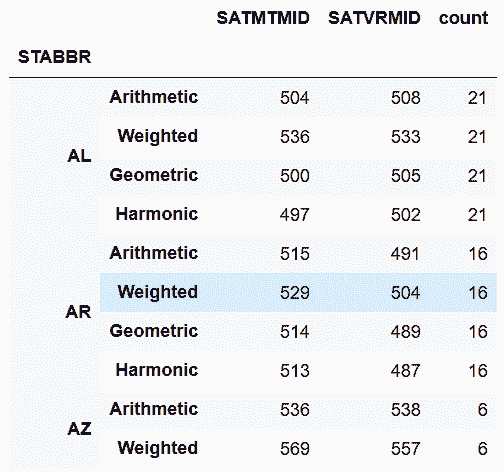 SATMTMID SATVRMID count
STABBR
AL Arithmetic 504 508 21
Weighted 536 533 21
Geometric 500 505 21
Harmonic 497 502 21
AR Arithmetic 515 491 16
Weighted 529 504 16
Geometric 514 489 16
Harmonic 513 487 16
AZ Arithmetic 536 538 6
Weighted 569 557 6